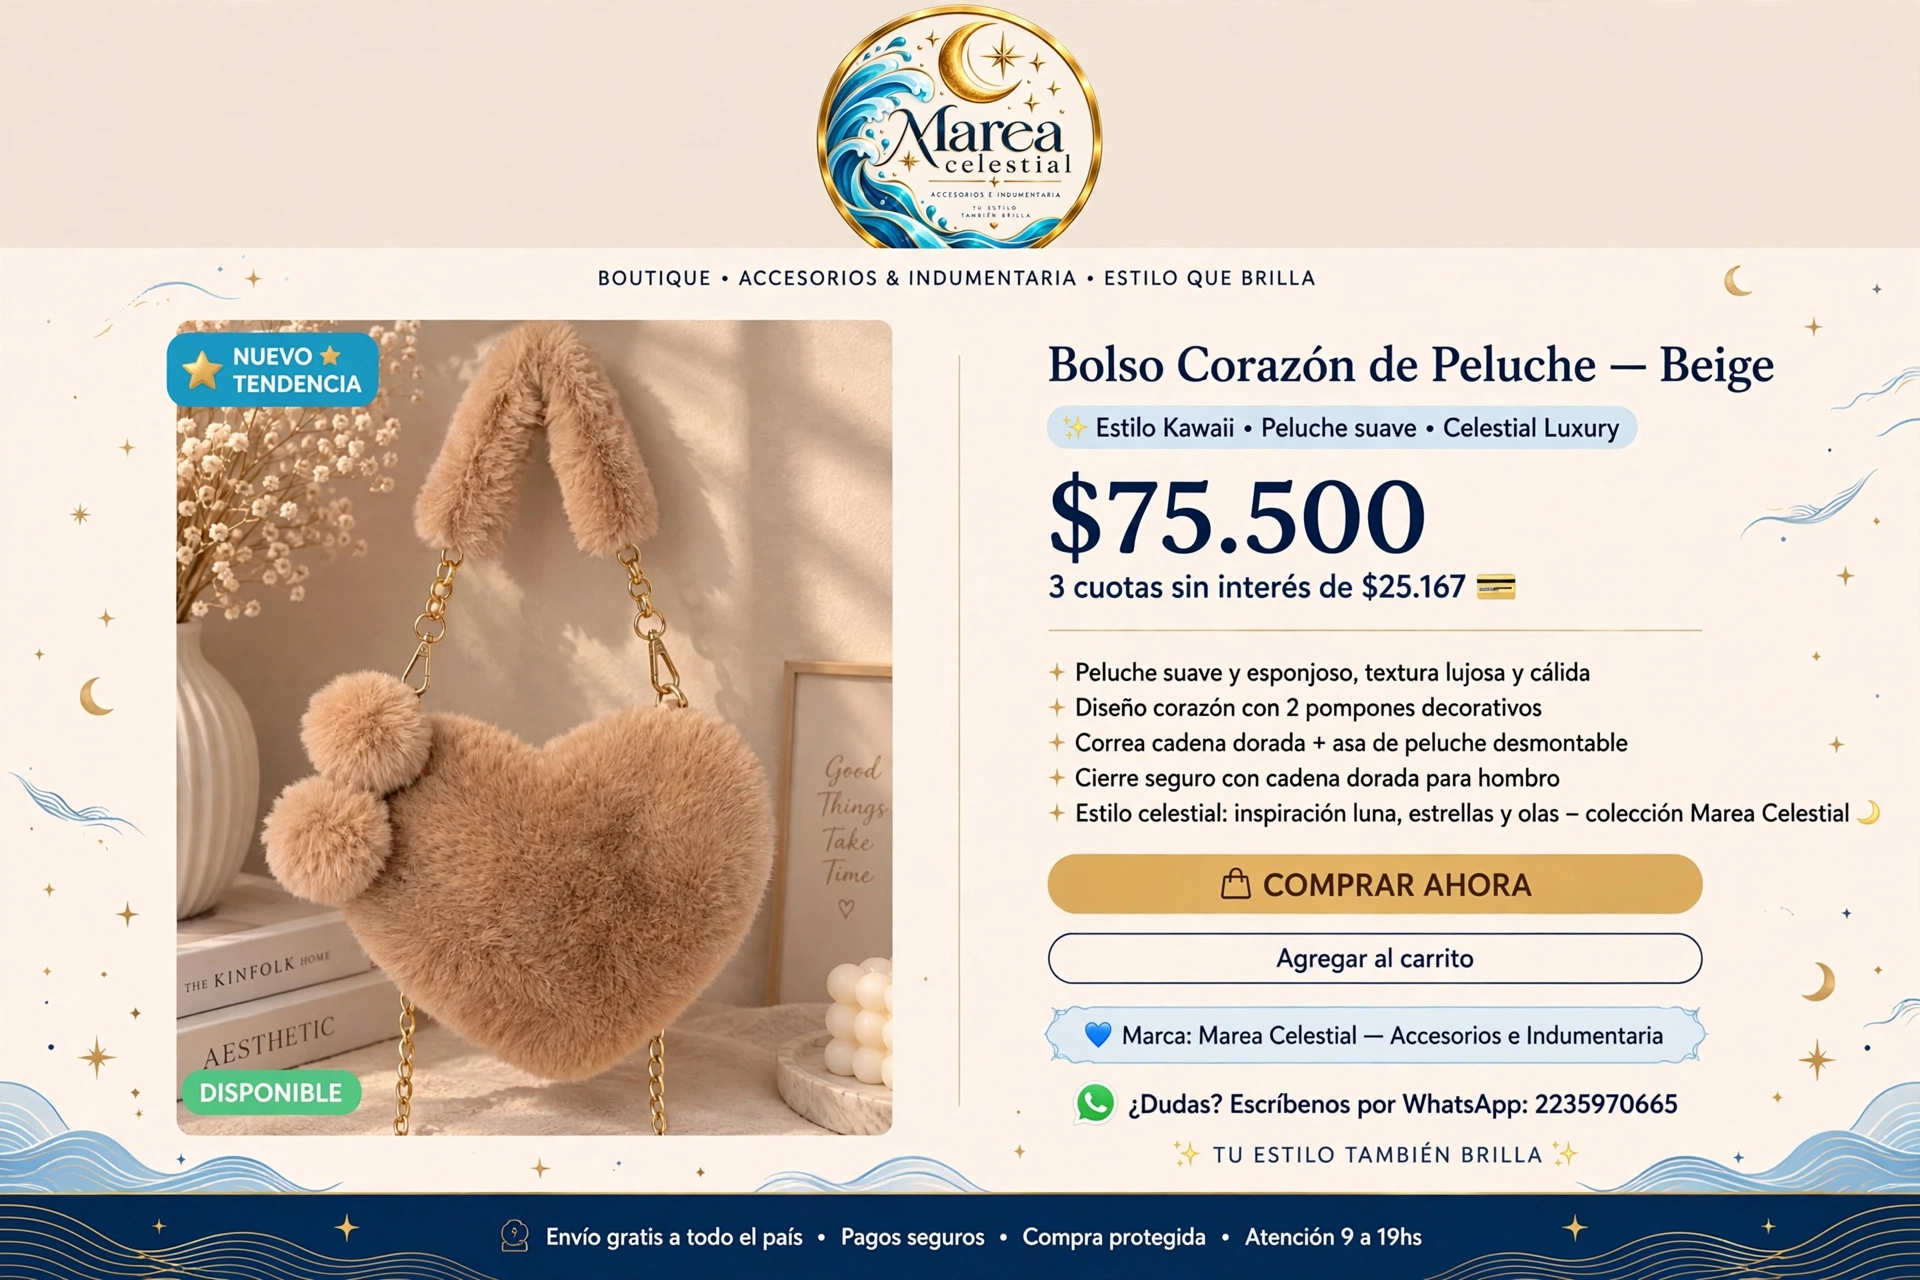 Marea
celestial
ACCESORIOS E INDUMENTARIA
TU ESTILO
TAMBIÉN BRILLA
BOUTIQUE • ACCESORIOS & INDUMENTARIA • ESTILO QUE BRILLA
NUEVO
TENDENCIA
Good
Things
Take
Time
THE KINFOLK HOME
AESTHETIC
DISPONIBLE
Bolso Corazón de Peluche — Beige
Estilo Kawaii • Peluche suave • Celestial Luxury
$75.500
3 cuotas sin interés de $25.167
Peluche suave y esponjoso, textura lujosa y cálida
Diseño corazón con 2 pompones decorativos
Correa cadena dorada + asa de peluche desmontable
Cierre seguro con cadena dorada para hombro
Estilo celestial: inspiración luna, estrellas y olas – colección Marea Celestial
COMPRAR AHORA
Agregar al carrito
Marca: Marea Celestial — Accesorios e Indumentaria
¿Dudas? Escríbenos por WhatsApp: 2235970665
TU ESTILO TAMBIÉN BRILLA
Envío gratis a todo el país • Pagos seguros • Compra protegida • Atención 9 a 19hs